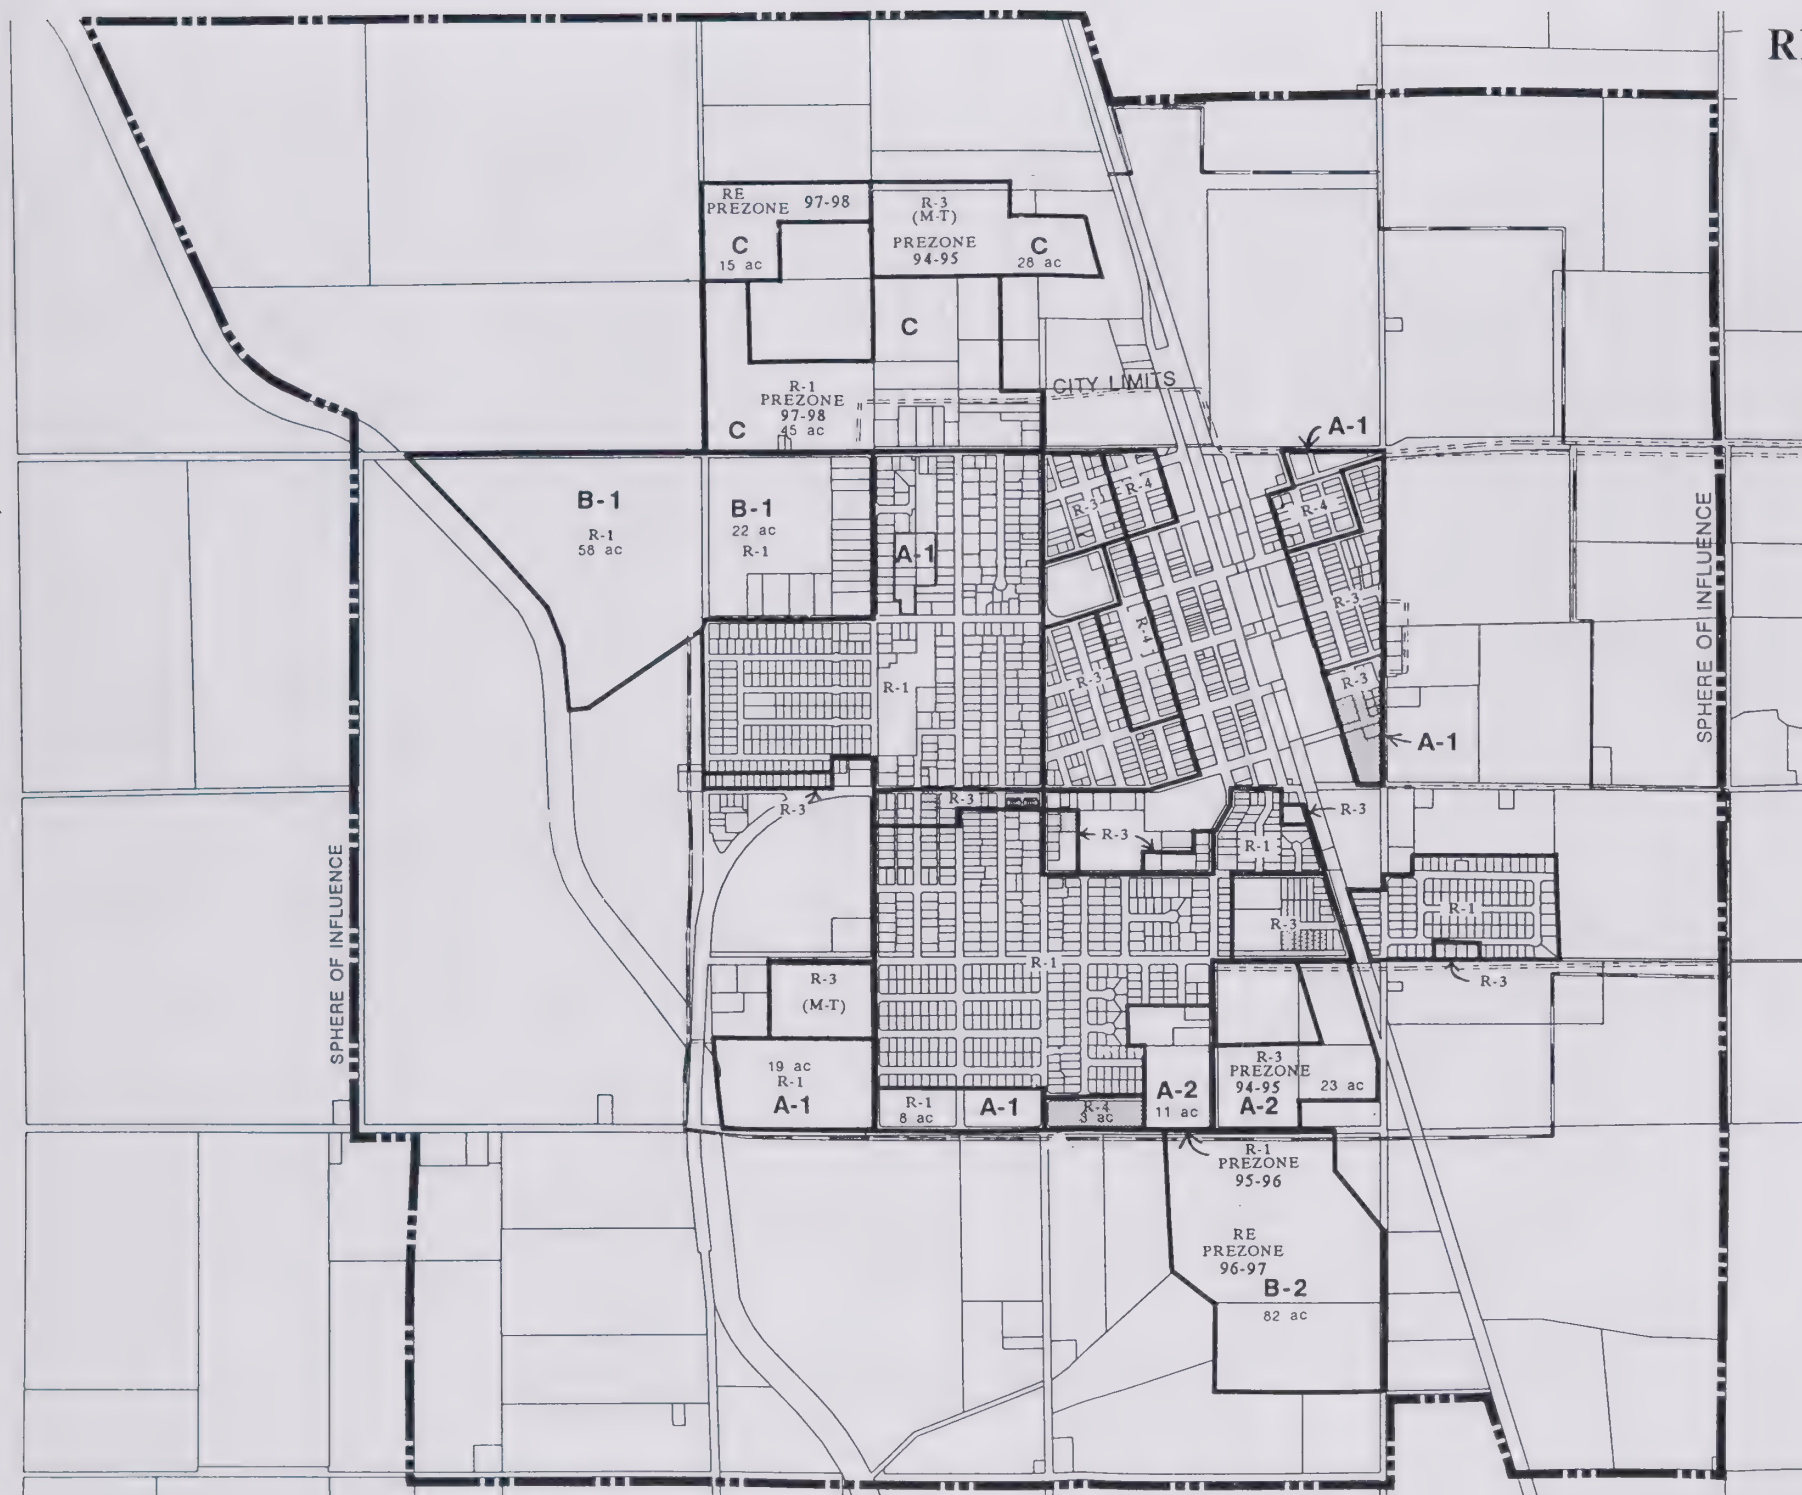 RE
PREZONE 97-98
C
15 ac
R-3
(M-T)
PREZONE
94-95
C
28 ac
C
R-1
PREZONE
97-98
45 ac
C
CITY LIMITS
A-1
B-1
R-1
58 ac
B-1
22 ac
R-1
A-1
R-3
R-4
R-4
R-3
R-4
R-3
R-3
R-1
A-1
SPHERE OF INFLUENCE
R-3
R-3
R-3
R-3
R-1
R-3
R-1
R-3
R-1
R-3
SPHERE OF INFLUENCE
R-3
(M-T)
19 ac
R-1
A-1
R-1
8 ac
A-1
R-4
3 ac
A-2
11 ac
R-3
PREZONE
94-95
A-2
23 ac
R-1
PREZONE
95-96
RE
PREZONE
96-97
B-2
82 ac